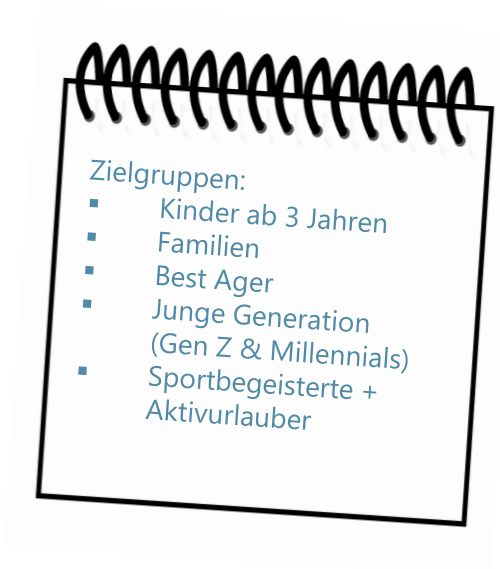 Zielgruppen:
▪ Kinder ab 3 Jahren
▪ Familien
▪ Best Ager
▪ Junge Generation
(Gen Z & Millennials)
▪ Sportbegeisterte +
Aktivurlauber